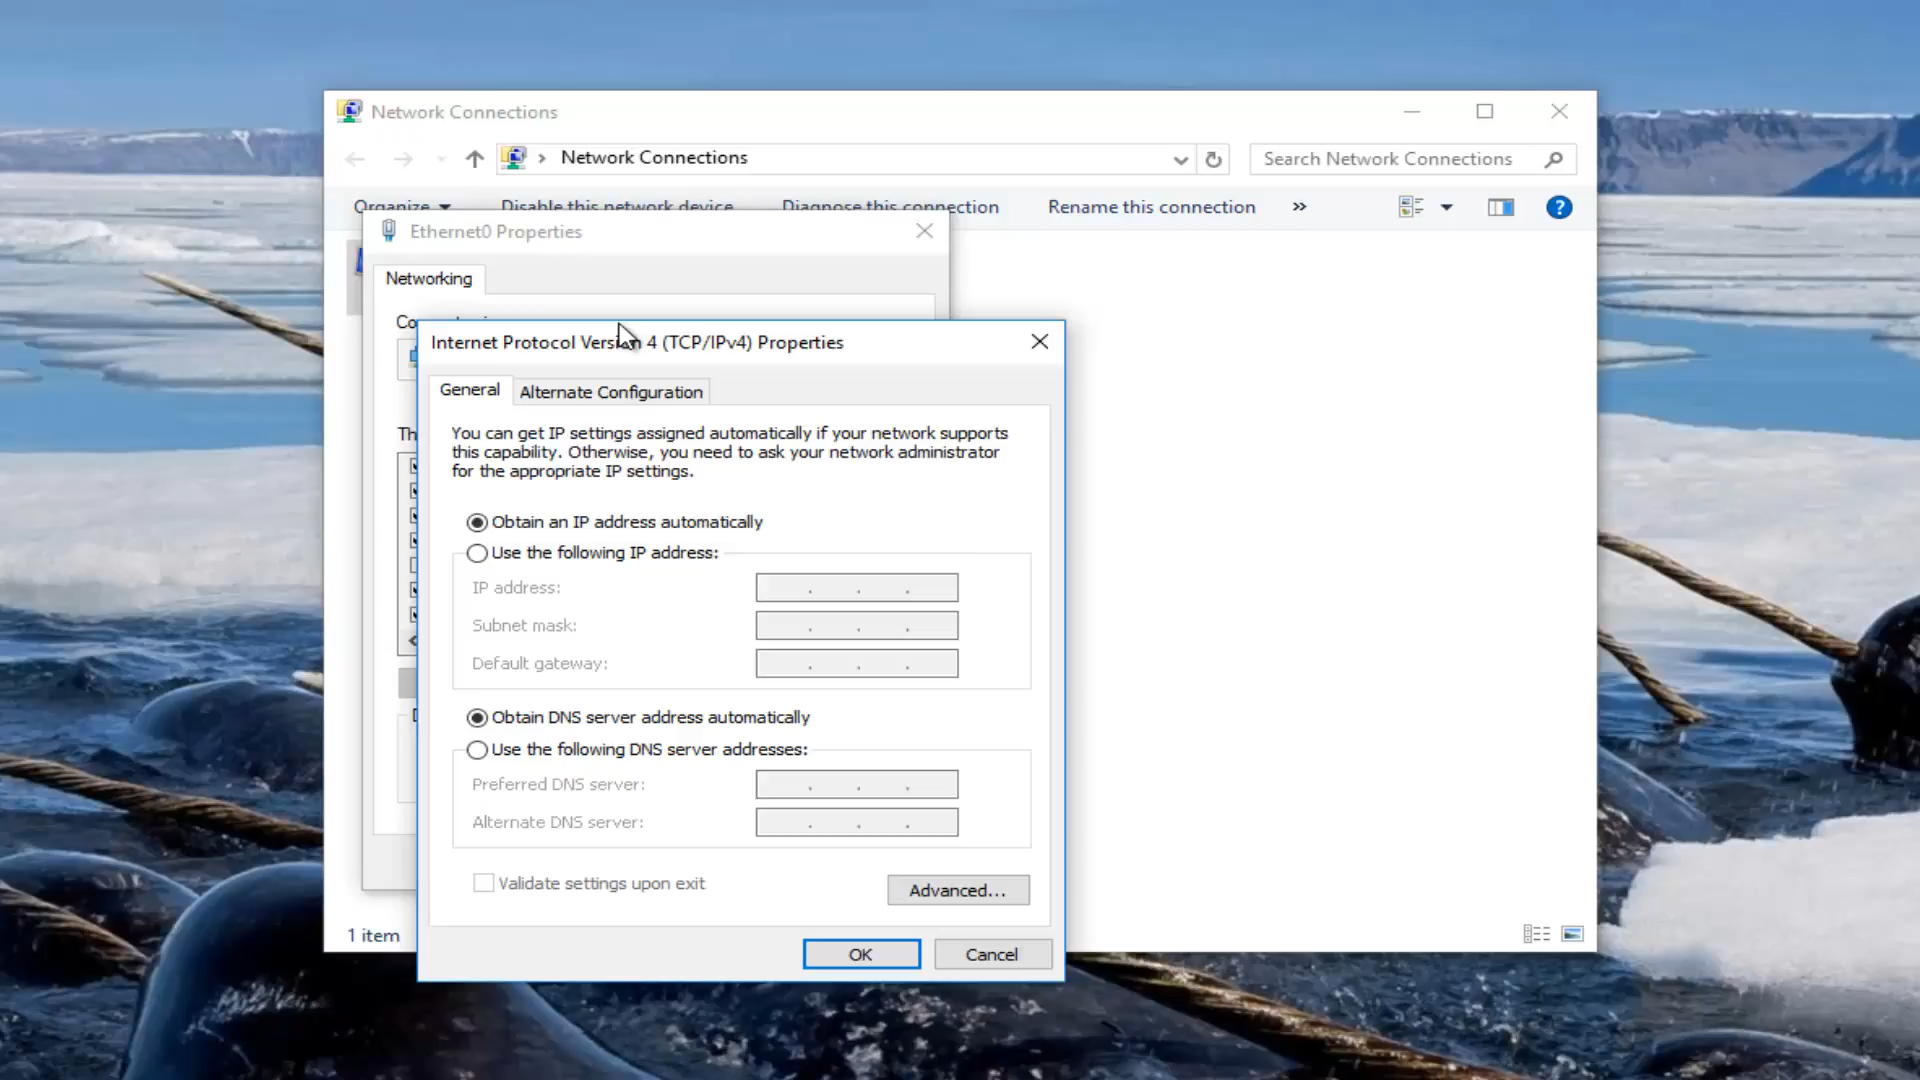 Network Connections
Network Connections
Search Network Connections
Organize
Disable this network device
Diagnose this connection
Rename this connection
»
?
Ethernet0 Properties
Networking
Internet Protocol Version 4 (TCP/IPv4) Properties
General
Alternate Configuration
You can get IP settings assigned automatically if your network supports
this capability. Otherwise, you need to ask your network administrator
for the appropriate IP settings.
Obtain an IP address automatically
Use the following IP address:
IP address:
Subnet mask:
Default gateway:
Obtain DNS server address automatically
Use the following DNS server addresses:
Preferred DNS server:
Alternate DNS server:
Validate settings upon exit
Advanced...
OK
Cancel
1 item